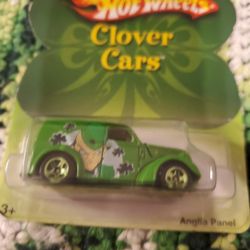 Hot Wheels
Clover
Cars
3+
Anglia Panel